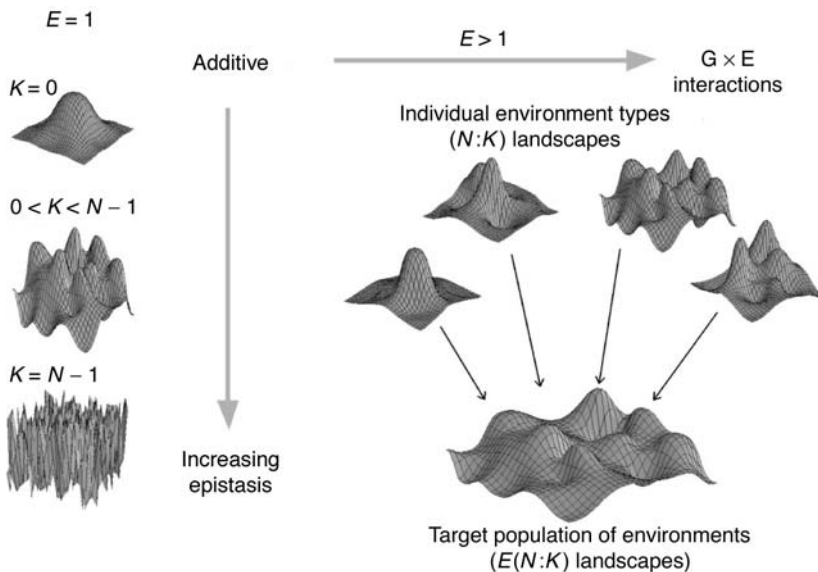 E = 1
Additive
E > 1
G × E
interactions
K = 0
Individual environment types
(N:K) landscapes
0 < K < N – 1
K = N – 1
Increasing
epistasis
Target population of environments
(E(N:K) landscapes)